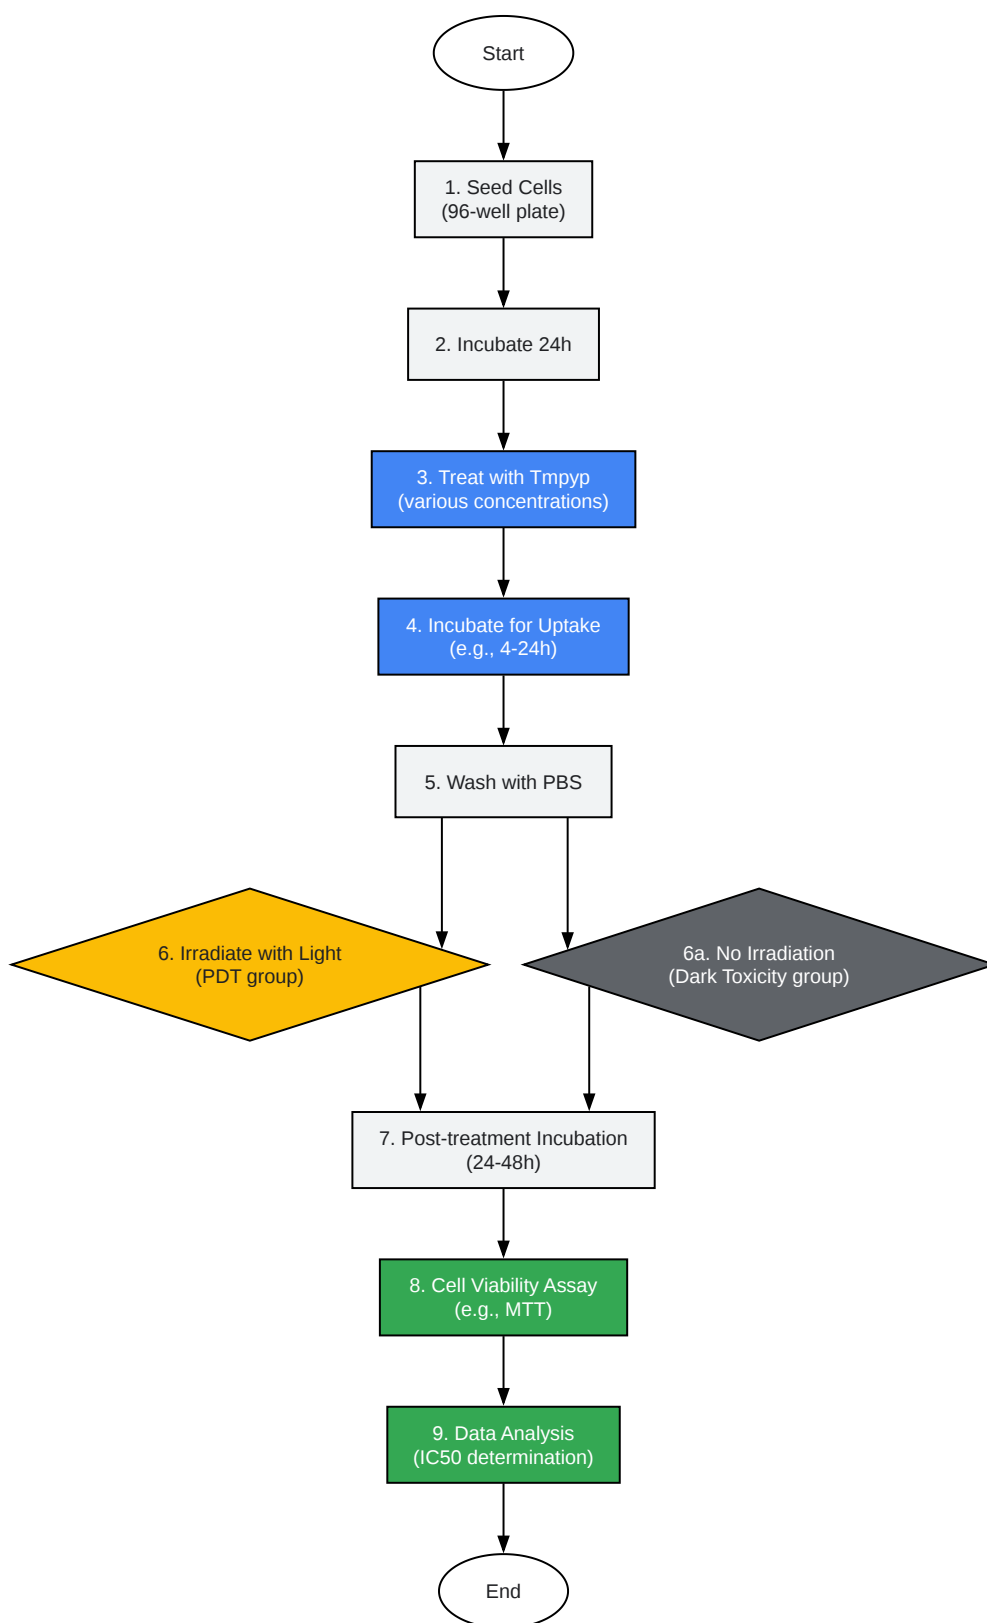 Start
1. Seed Cells
(96-well plate)
2. Incubate 24h
3. Treat with Tmpyp
(various concentrations)
4. Incubate for Uptake
(e.g., 4-24h)
5. Wash with PBS
6. Irradiate with Light
(PDT group)
6a. No Irradiation
(Dark Toxicity group)
7. Post-treatment Incubation
(24-48h)
8. Cell Viability Assay
(e.g., MTT)
9. Data Analysis
(IC50 determination)
End